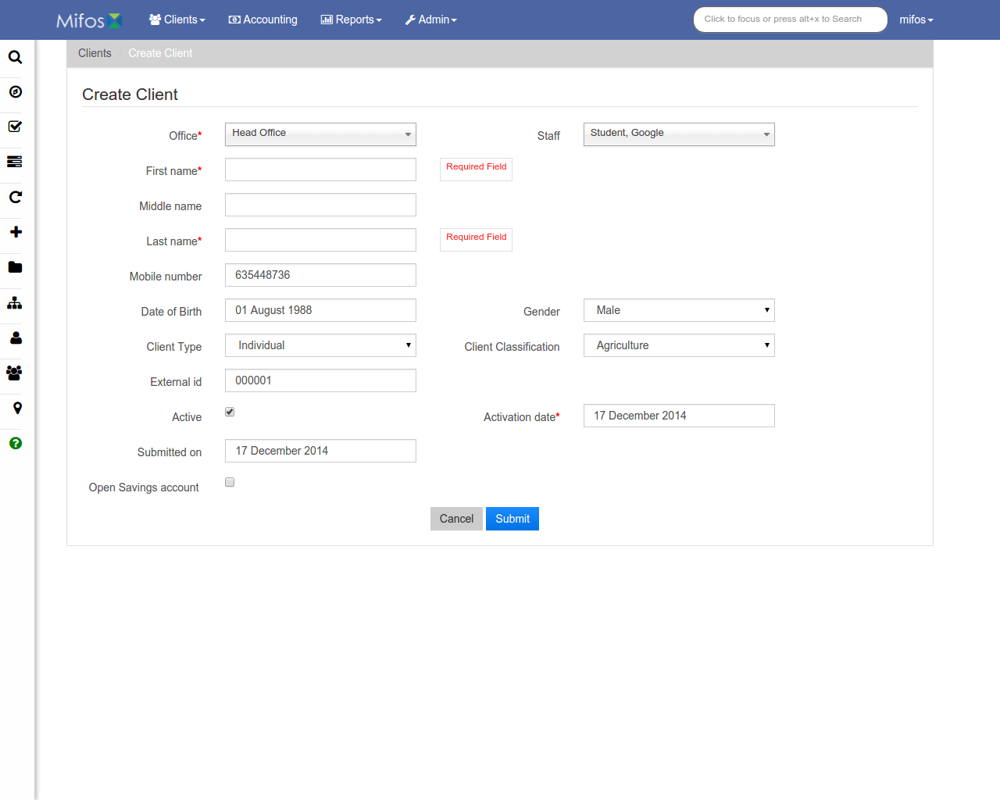 Mifos Clients Accounting Reports Admin Click to focus or press alt+x to Search mifos
Clients Create Client
Create Client
Office* Head Office Staff Student, Google
First name* Required Field
Middle name
Last name* Required Field
Mobile number 635448736
Date of Birth 01 August 1988 Gender Male
Client Type Individual Client Classification Agriculture
External id 000001
Active Activation date* 17 December 2014
Submitted on 17 December 2014
Open Savings account
Cancel Submit